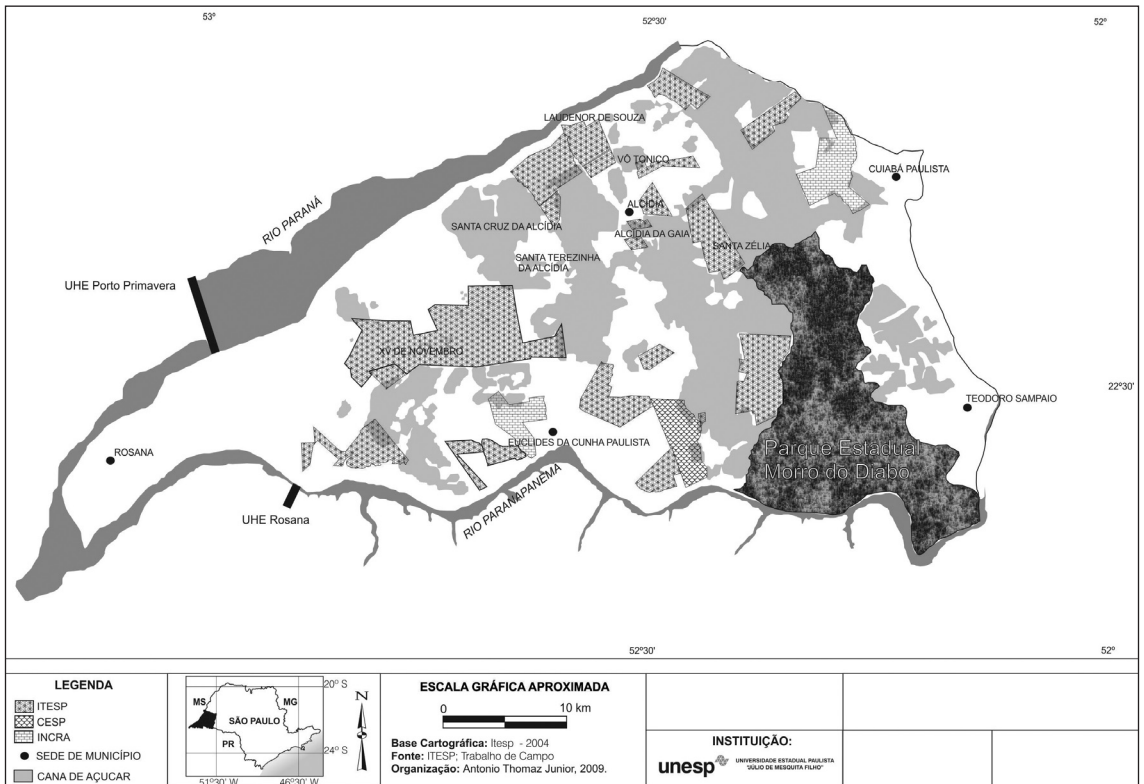 53º
52º30'
52º
LAUDENOR DE SOUZA
VÔ TONICO
CUIABÁ PAULISTA
RIO PARANÁ
ALCÍDIA
SANTA CRUZ DA ALCÍDIA
ALCÍDIA DA GAIA
SANTA ZÉLIA
SANTA TEREZINHA
DA ALCÍDIA
UHE Porto Primavera
XV DE NOVEMBRO
22º30'
TEODORO SAMPAIO
EUCLIDES DA CUNHA PAULISTA
Parque Estadual
Morro do Diabo
ROSANA
RIO PARANAPANEMA
UHE Rosana
52º30'
52º
LEGENDA
ITESP
CESP
INCRA
SEDE DE MUNICÍPIO
CANA DE AÇUCAR
20º S
MS
MG
SÃO PAULO
PR
24º S
51º30' W
46º30' W
N
ESCALA GRÁFICA APROXIMADA
0 10 km
Base Cartográfica: Itesp - 2004
Fonte: ITESP; Trabalho de Campo
Organização: Antonio Thomaz Junior, 2009.
INSTITUIÇÃO:
unesp
UNIVERSIDADE ESTADUAL PAULISTA
"JÚLIO DE MESQUITA FILHO"